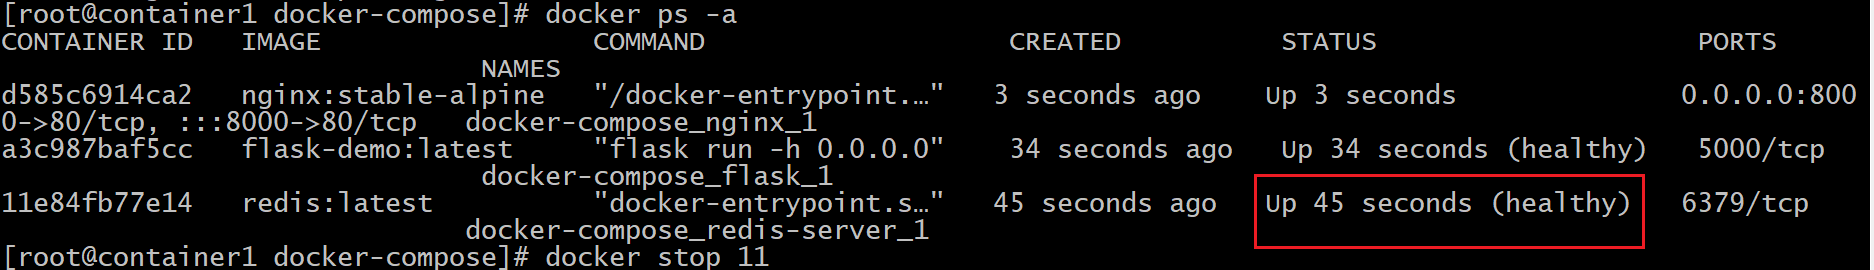 [root@container1 docker-compose]# docker ps -a
CONTAINER ID   IMAGE                 COMMAND                   CREATED          STATUS                    PORTS
                              NAMES
d585c6914ca2   nginx:stable-alpine   "/docker-entrypoint.…"   3 seconds ago    Up 3 seconds              0.0.0.0:800
0->80/tcp, :::8000->80/tcp   docker-compose_nginx_1
a3c987baf5cc   flask-demo:latest     "flask run -h 0.0.0.0"    34 seconds ago   Up 34 seconds (healthy)   5000/tcp
                              docker-compose_flask_1
11e84fb77e14   redis:latest          "docker-entrypoint.s…"   45 seconds ago   Up 45 seconds (healthy)   6379/tcp
                             docker-compose_redis-server_1
[root@container1 docker-compose]# docker stop 11